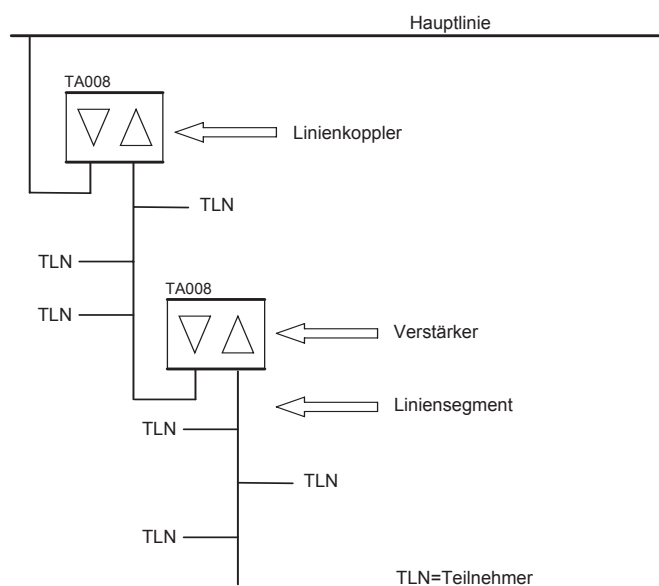 Hauptlinie
TA008
Linienkoppler
TLN
TLN
TLN
TA008
Verstärker
Liniensegment
TLN
TLN
TLN
TLN=Teilnehmer